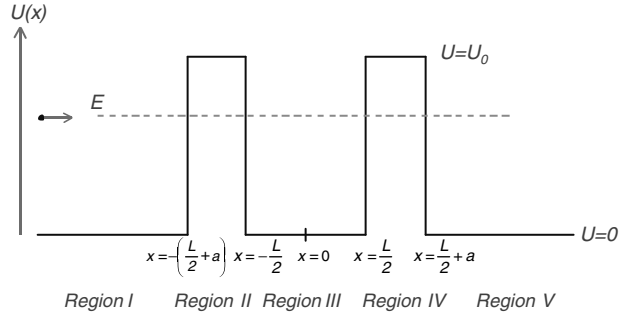 U(x)
U=U₀
E
U=0
x=-(L/2+a) x=-L/2 x=0 x=L/2 x=L/2+a
Region I Region II Region III Region IV Region V